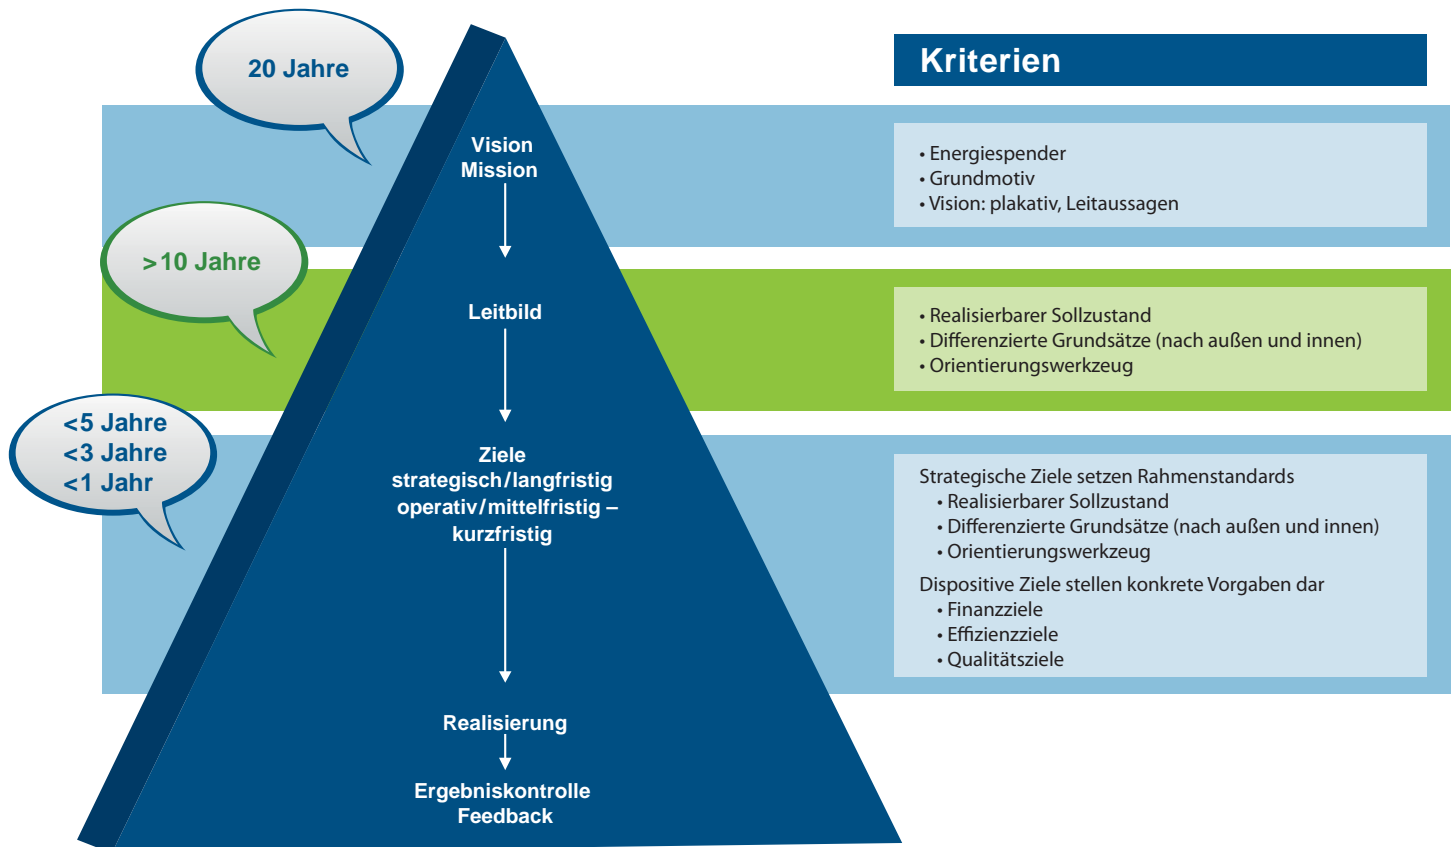 20 Jahre
Kriterien
Vision
Mission
• Energiespender
• Grundmotiv
• Vision: plakativ, Leitaussagen
>10 Jahre
Leitbild
• Realisierbarer Sollzustand
• Differenzierte Grundsätze (nach außen und innen)
• Orientierungswerkzeug
<5 Jahre
<3 Jahre
<1 Jahr
Ziele
strategisch/langfristig
operativ/mittelfristig –
kurzfristig
Strategische Ziele setzen Rahmenstandards
• Realisierbarer Sollzustand
• Differenzierte Grundsätze (nach außen und innen)
• Orientierungswerkzeug
Dispositive Ziele stellen konkrete Vorgaben dar
• Finanzziele
• Effizienzziele
• Qualitätsziele
Realisierung
Ergebniskontrolle
Feedback